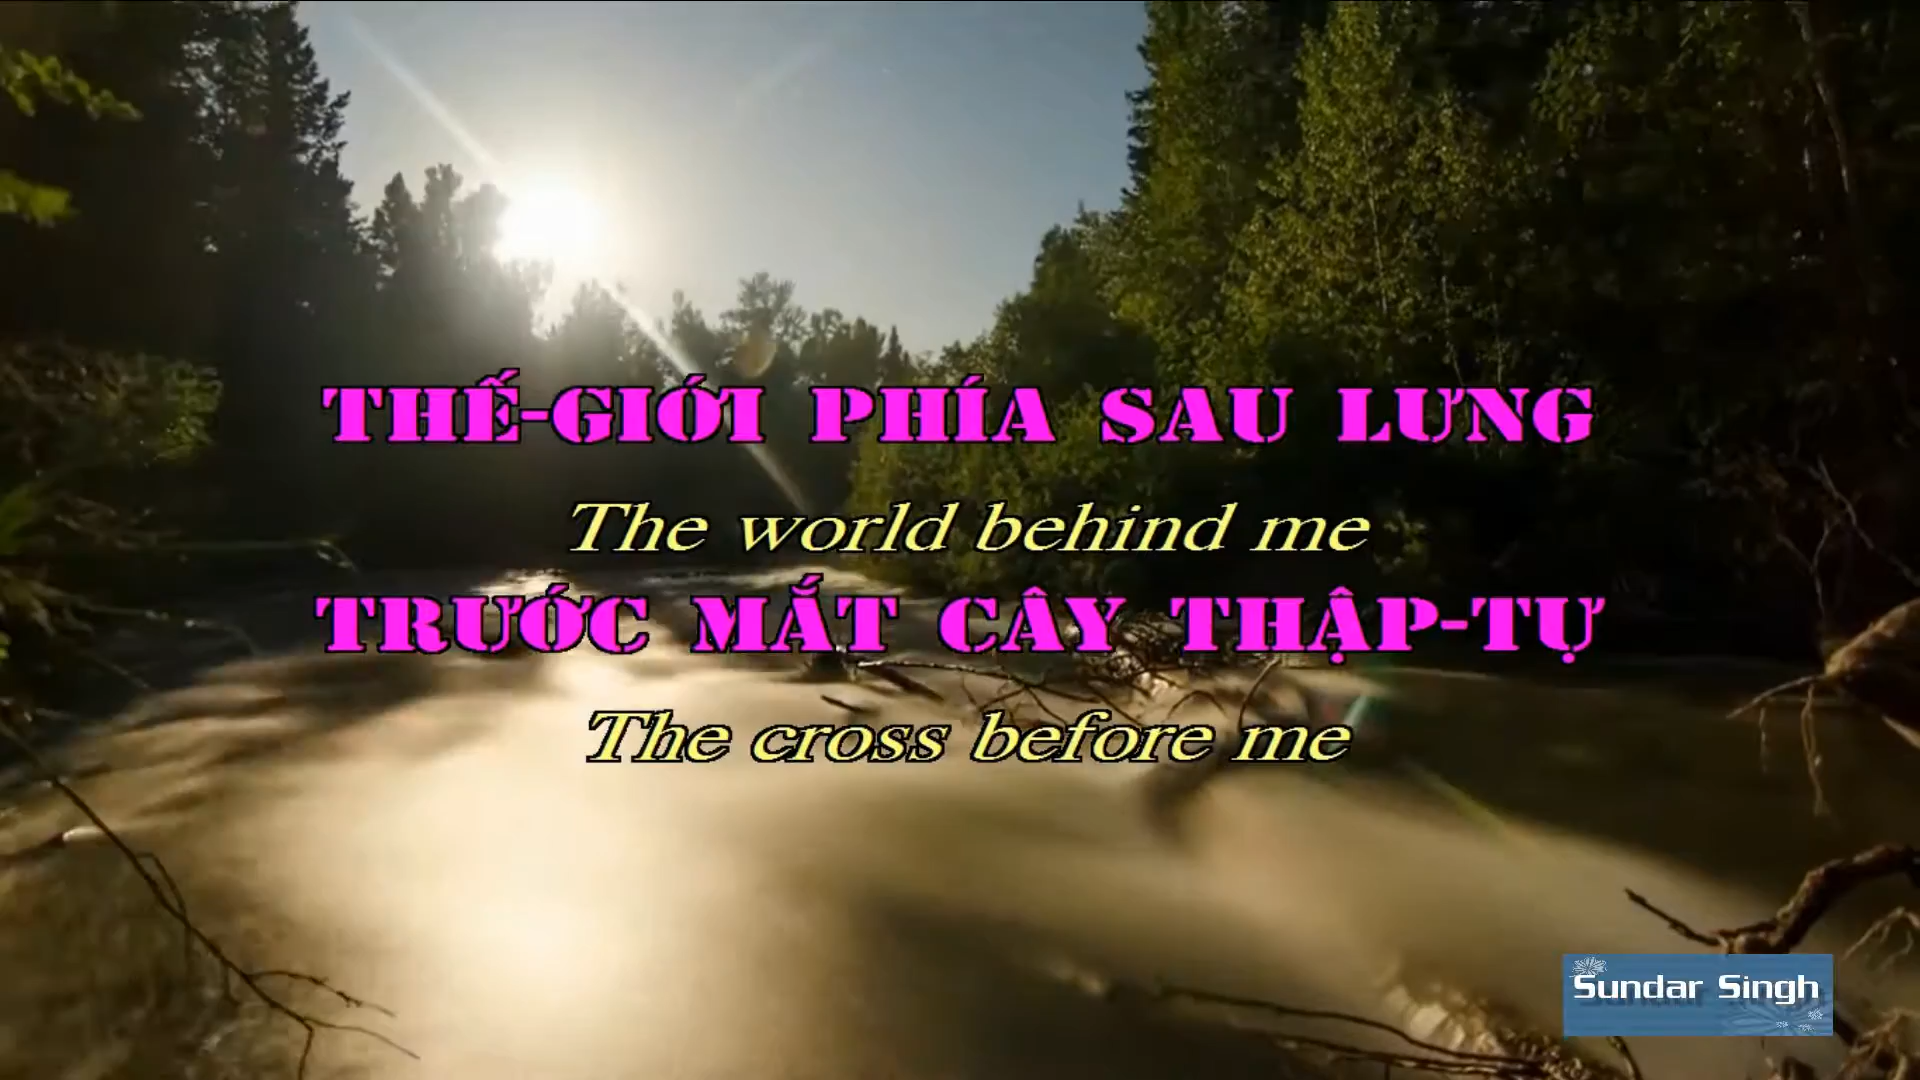 THẾ-GIỚI PHÍA SAU LƯNG
The world behind me
TRƯỚC MẮT CÂY THẬP-TỰ
The cross before me
Sundar Singh